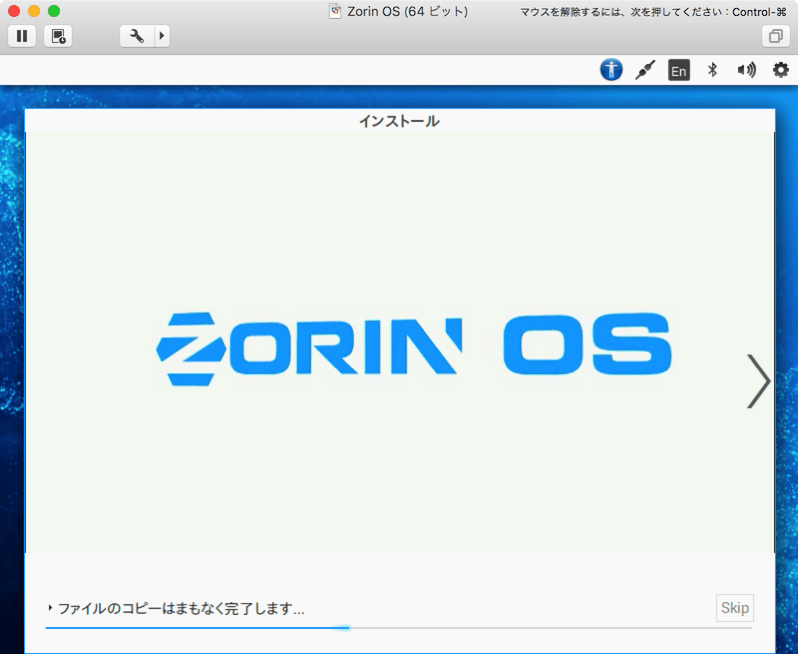 Zorin OS (64 ビット)
マウスを解除するには、次を押してください：Control-⌘
En
インストール
ZORIN OS
ファイルのコピーはまもなく完了します...
Skip